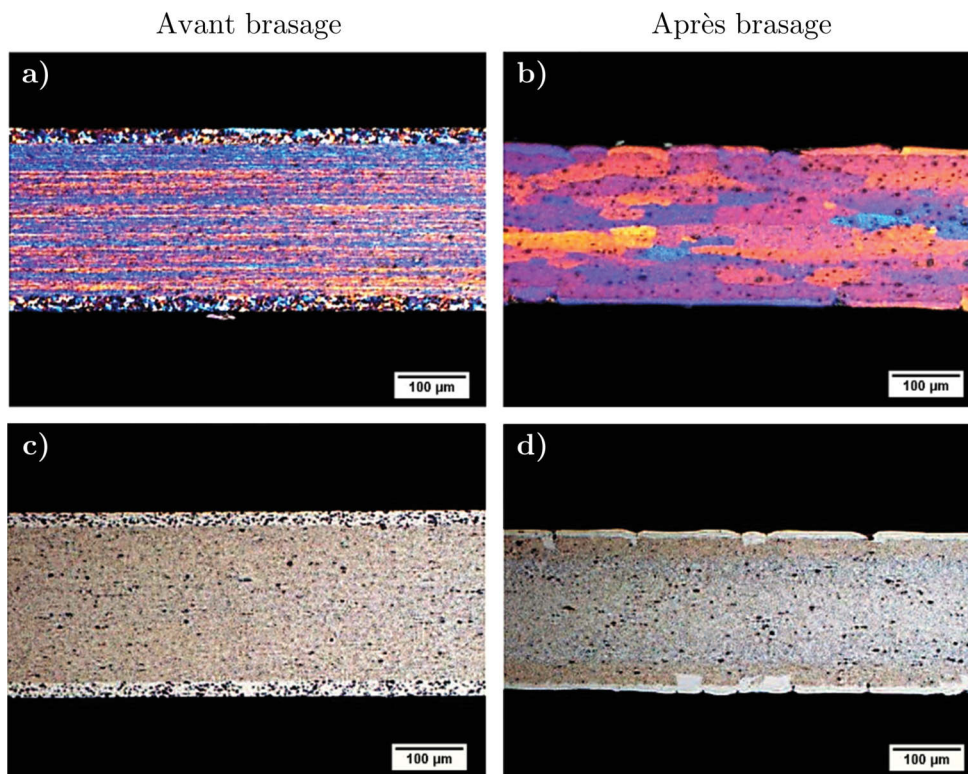 Avant brasage
Après brasage
a)
b)
100 µm
100 µm
c)
d)
100 µm
100 µm